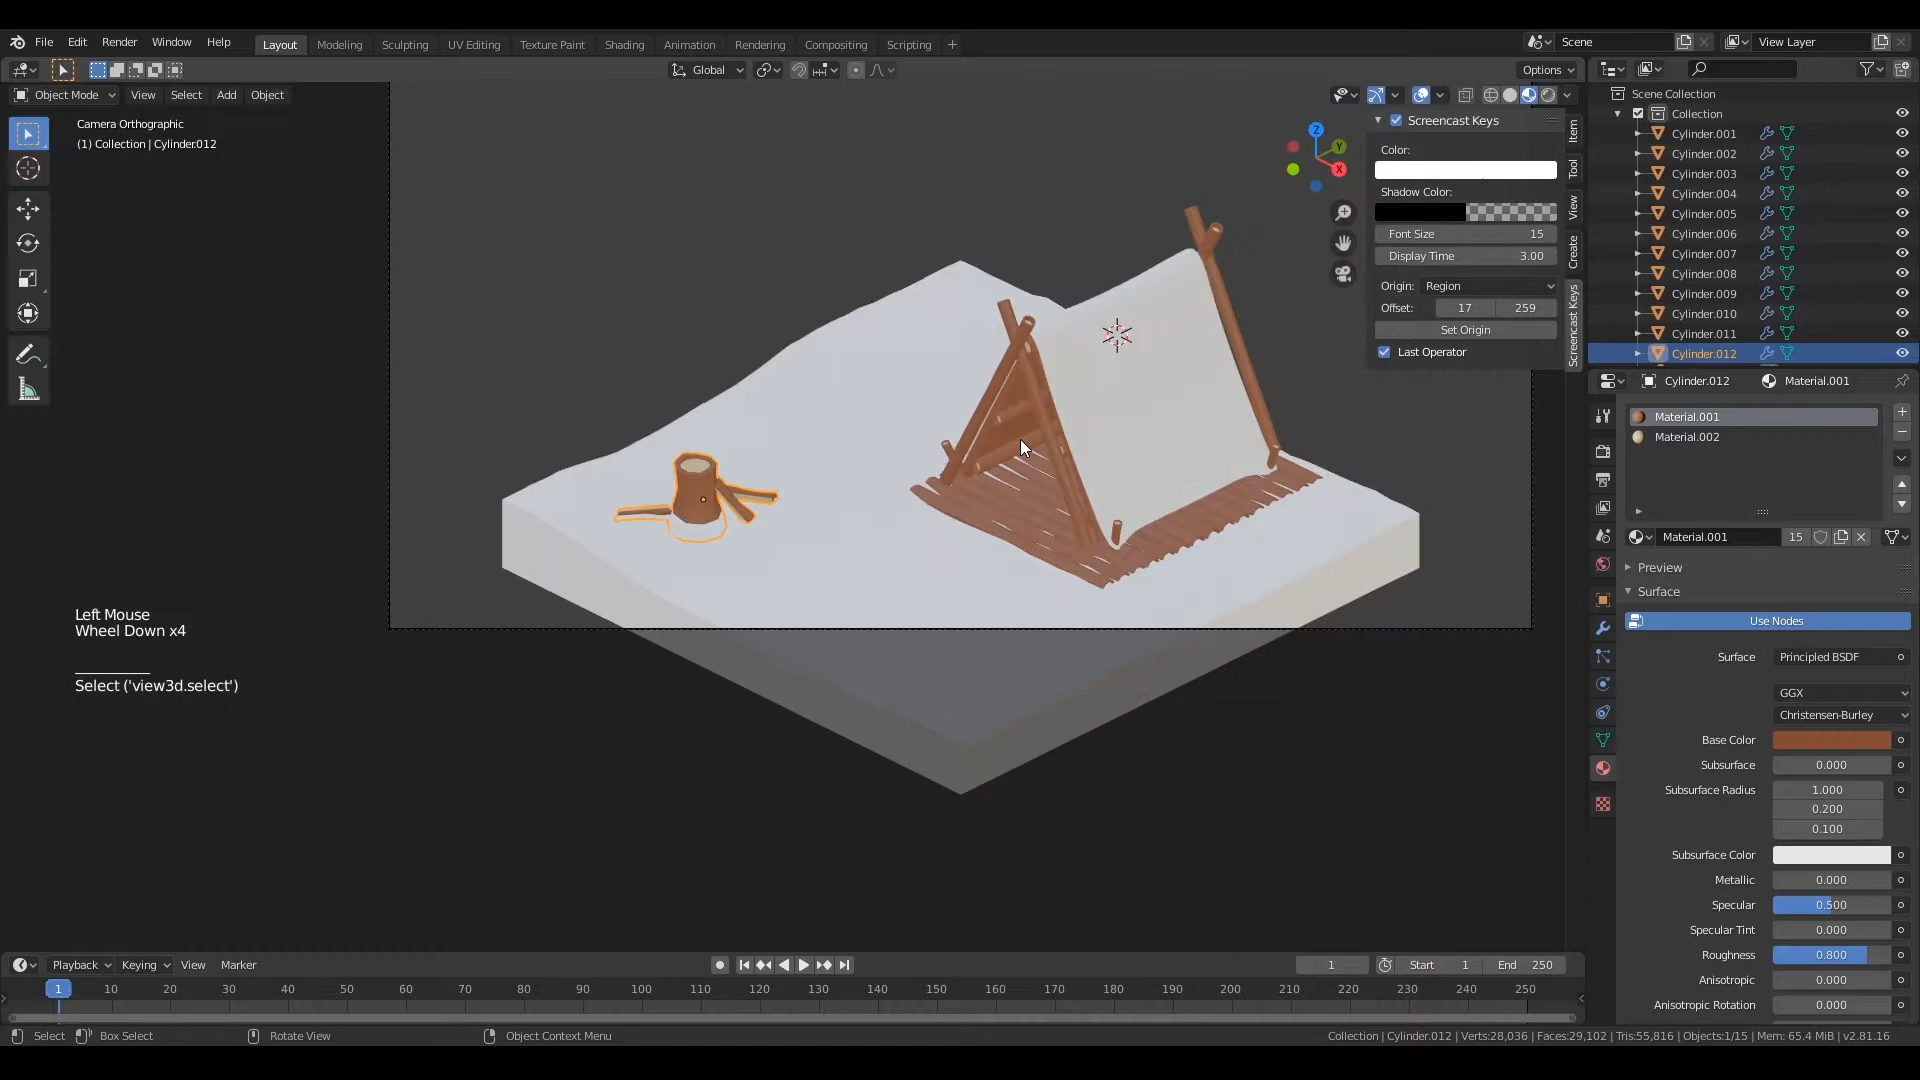 File Edit Render Window Help Layout Modeling Sculpting UV Editing Texture Paint Shading Animation Rendering Compositing Scripting + Scene View Layer
Global Options
Object Mode View Select Add Object
Camera Orthographic
(1) Collection | Cylinder.012
Z
Y
X
Screencast Keys
Color:
Shadow Color:
Font Size 15
Display Time 3.00
Origin: Region
Offset: 17 259
Set Origin
Last Operator
Item
Tool
View
Create
Screencast Keys
Scene Collection
Collection
Cylinder.001
Cylinder.002
Cylinder.003
Cylinder.004
Cylinder.005
Cylinder.006
Cylinder.007
Cylinder.008
Cylinder.009
Cylinder.010
Cylinder.011
Cylinder.012
Cylinder.012 Material.001
Material.001
Material.002
Material.001 15
Preview
Surface
Use Nodes
Surface Principled BSDF
GGX
Christensen-Burley
Base Color
Subsurface 0.000
Subsurface Radius 1.000
0.200
0.100
Subsurface Color
Metallic 0.000
Specular 0.500
Specular Tint 0.000
Roughness 0.800
Anisotropic 0.000
Anisotropic Rotation 0.000
Left Mouse
Wheel Down x4
Select ('view3d.select')
Playback Keying View Marker 1 Start 1 End 250
1 10 20 30 40 50 60 70 80 90 100 110 120 130 140 150 160 170 180 190 200 210 220 230 240 250
Select Box Select Rotate View Object Context Menu Collection | Cylinder.012 | Verts:28,036 | Faces:29,102 | Tris:55,816 | Objects:1/15 | Mem: 65.4 MiB | v2.81.16